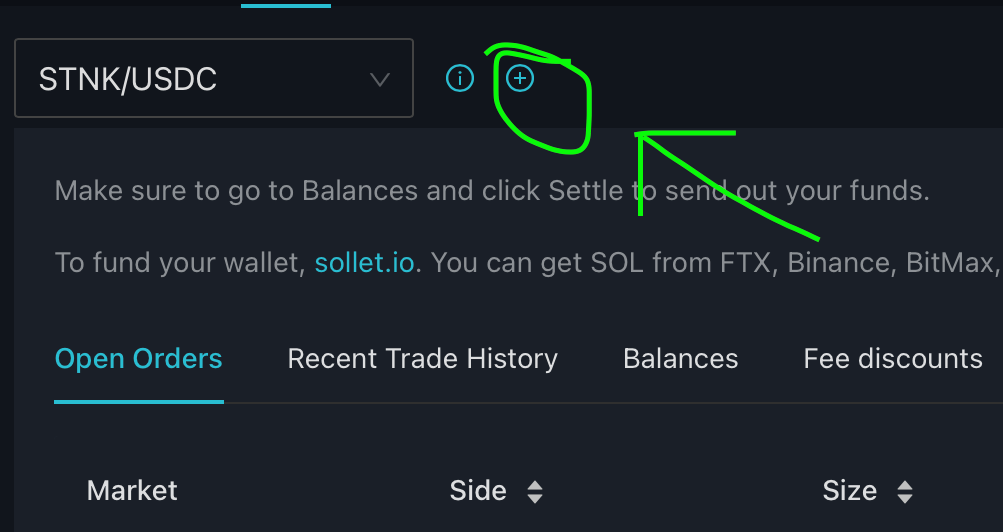 STNK/USDC
Make sure to go to Balances and click Settle to send out your funds.
To fund your wallet, sollet.io. You can get SOL from FTX, Binance, BitMax,
Open Orders Recent Trade History Balances Fee discounts
Market Side Size